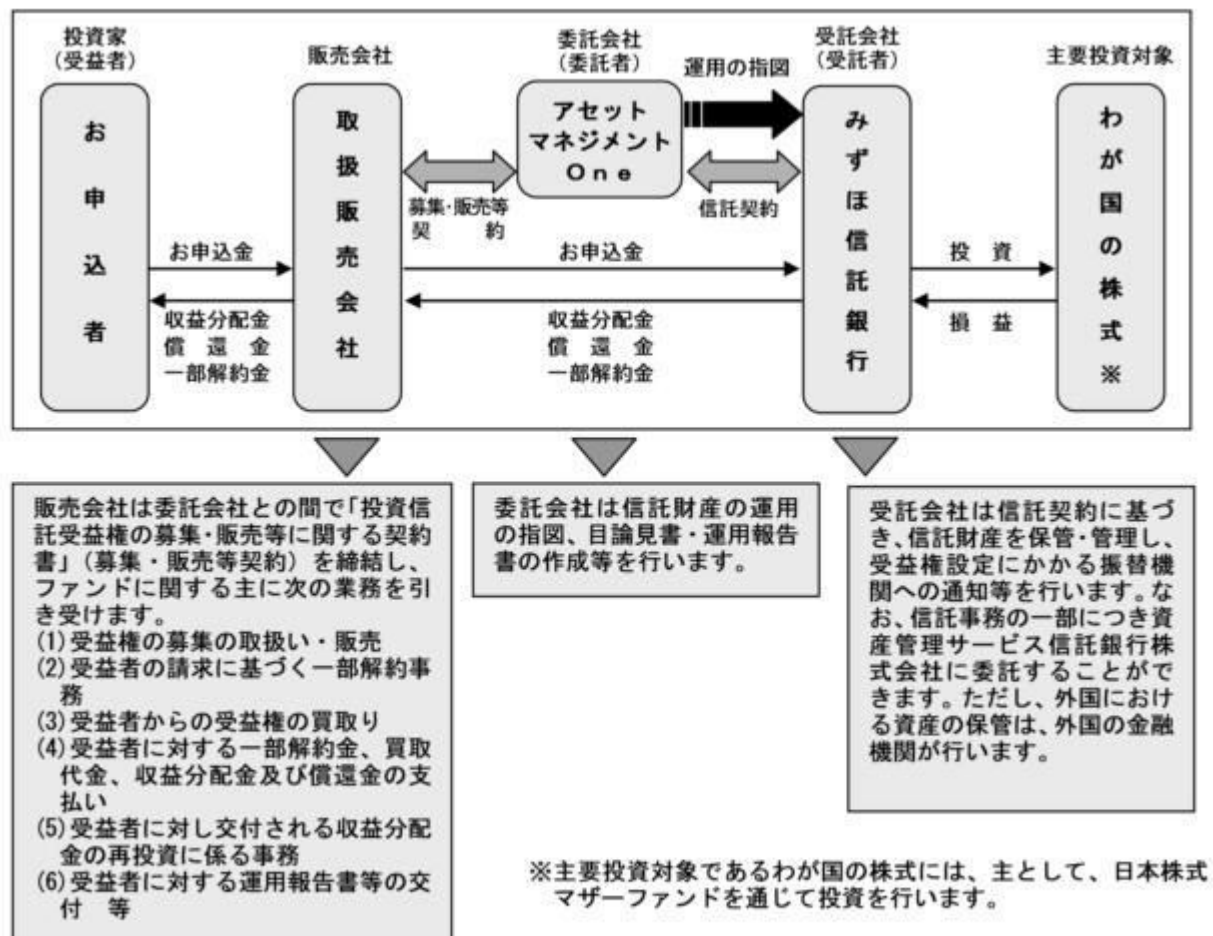 投資家
(受益者)
販売会社
委託会社
(委託者)
運用の指図
受託会社
(受託者)
主要投資対象
お申込者
取扱販売会社
アセット
マネジメント
One
みずほ信託銀行
わが国の株式※
募集・販売等
契約
信託契約
お申込金
収益分配金
償還金
一部解約金
お申込金
収益分配金
償還金
一部解約金
投資
損益
販売会社は委託会社との間で「投資信
託受益権の募集・販売等に関する契約
書」(募集・販売等契約)を締結し、
ファンドに関する主に次の業務を引
き受けます。
(1)受益権の募集の取扱い・販売
(2)受益者の請求に基づく一部解約事
務
(3)受益者からの受益権の買取り
(4)受益者に対する一部解約金、買取
代金、収益分配金及び償還金の支
払い
(5)受益者に対し交付される収益分配
金の再投資に係る事務
(6)受益者に対する運用報告書等の交
付 等
委託会社は信託財産の運用
の指図、目論見書・運用報告
書の作成等を行います。
受託会社は信託契約に基づ
き、信託財産を保管・管理し、
受益権設定にかかる振替機
関への通知等を行います。な
お、信託事務の一部につき資
産管理サービス信託銀行株
式会社に委託することがで
きます。ただし、外国におけ
る資産の保管は、外国の金融
機関が行います。
※主要投資対象であるわが国の株式には、主として、日本株式
マザーファンドを通じて投資を行います。